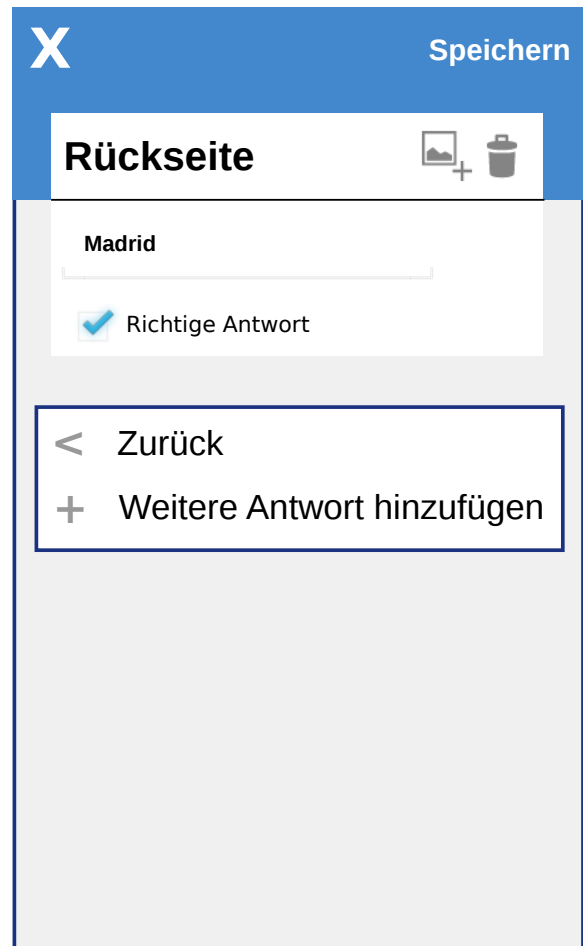 X
Speichern
Rückseite
Madrid
Richtige Antwort
< Zurück
+ Weitere Antwort hinzufügen